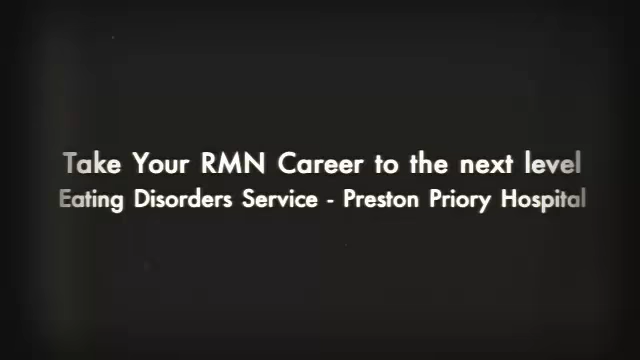 Take Your RMN Career to the next level
Eating Disorders Service - Preston Priory Hospital